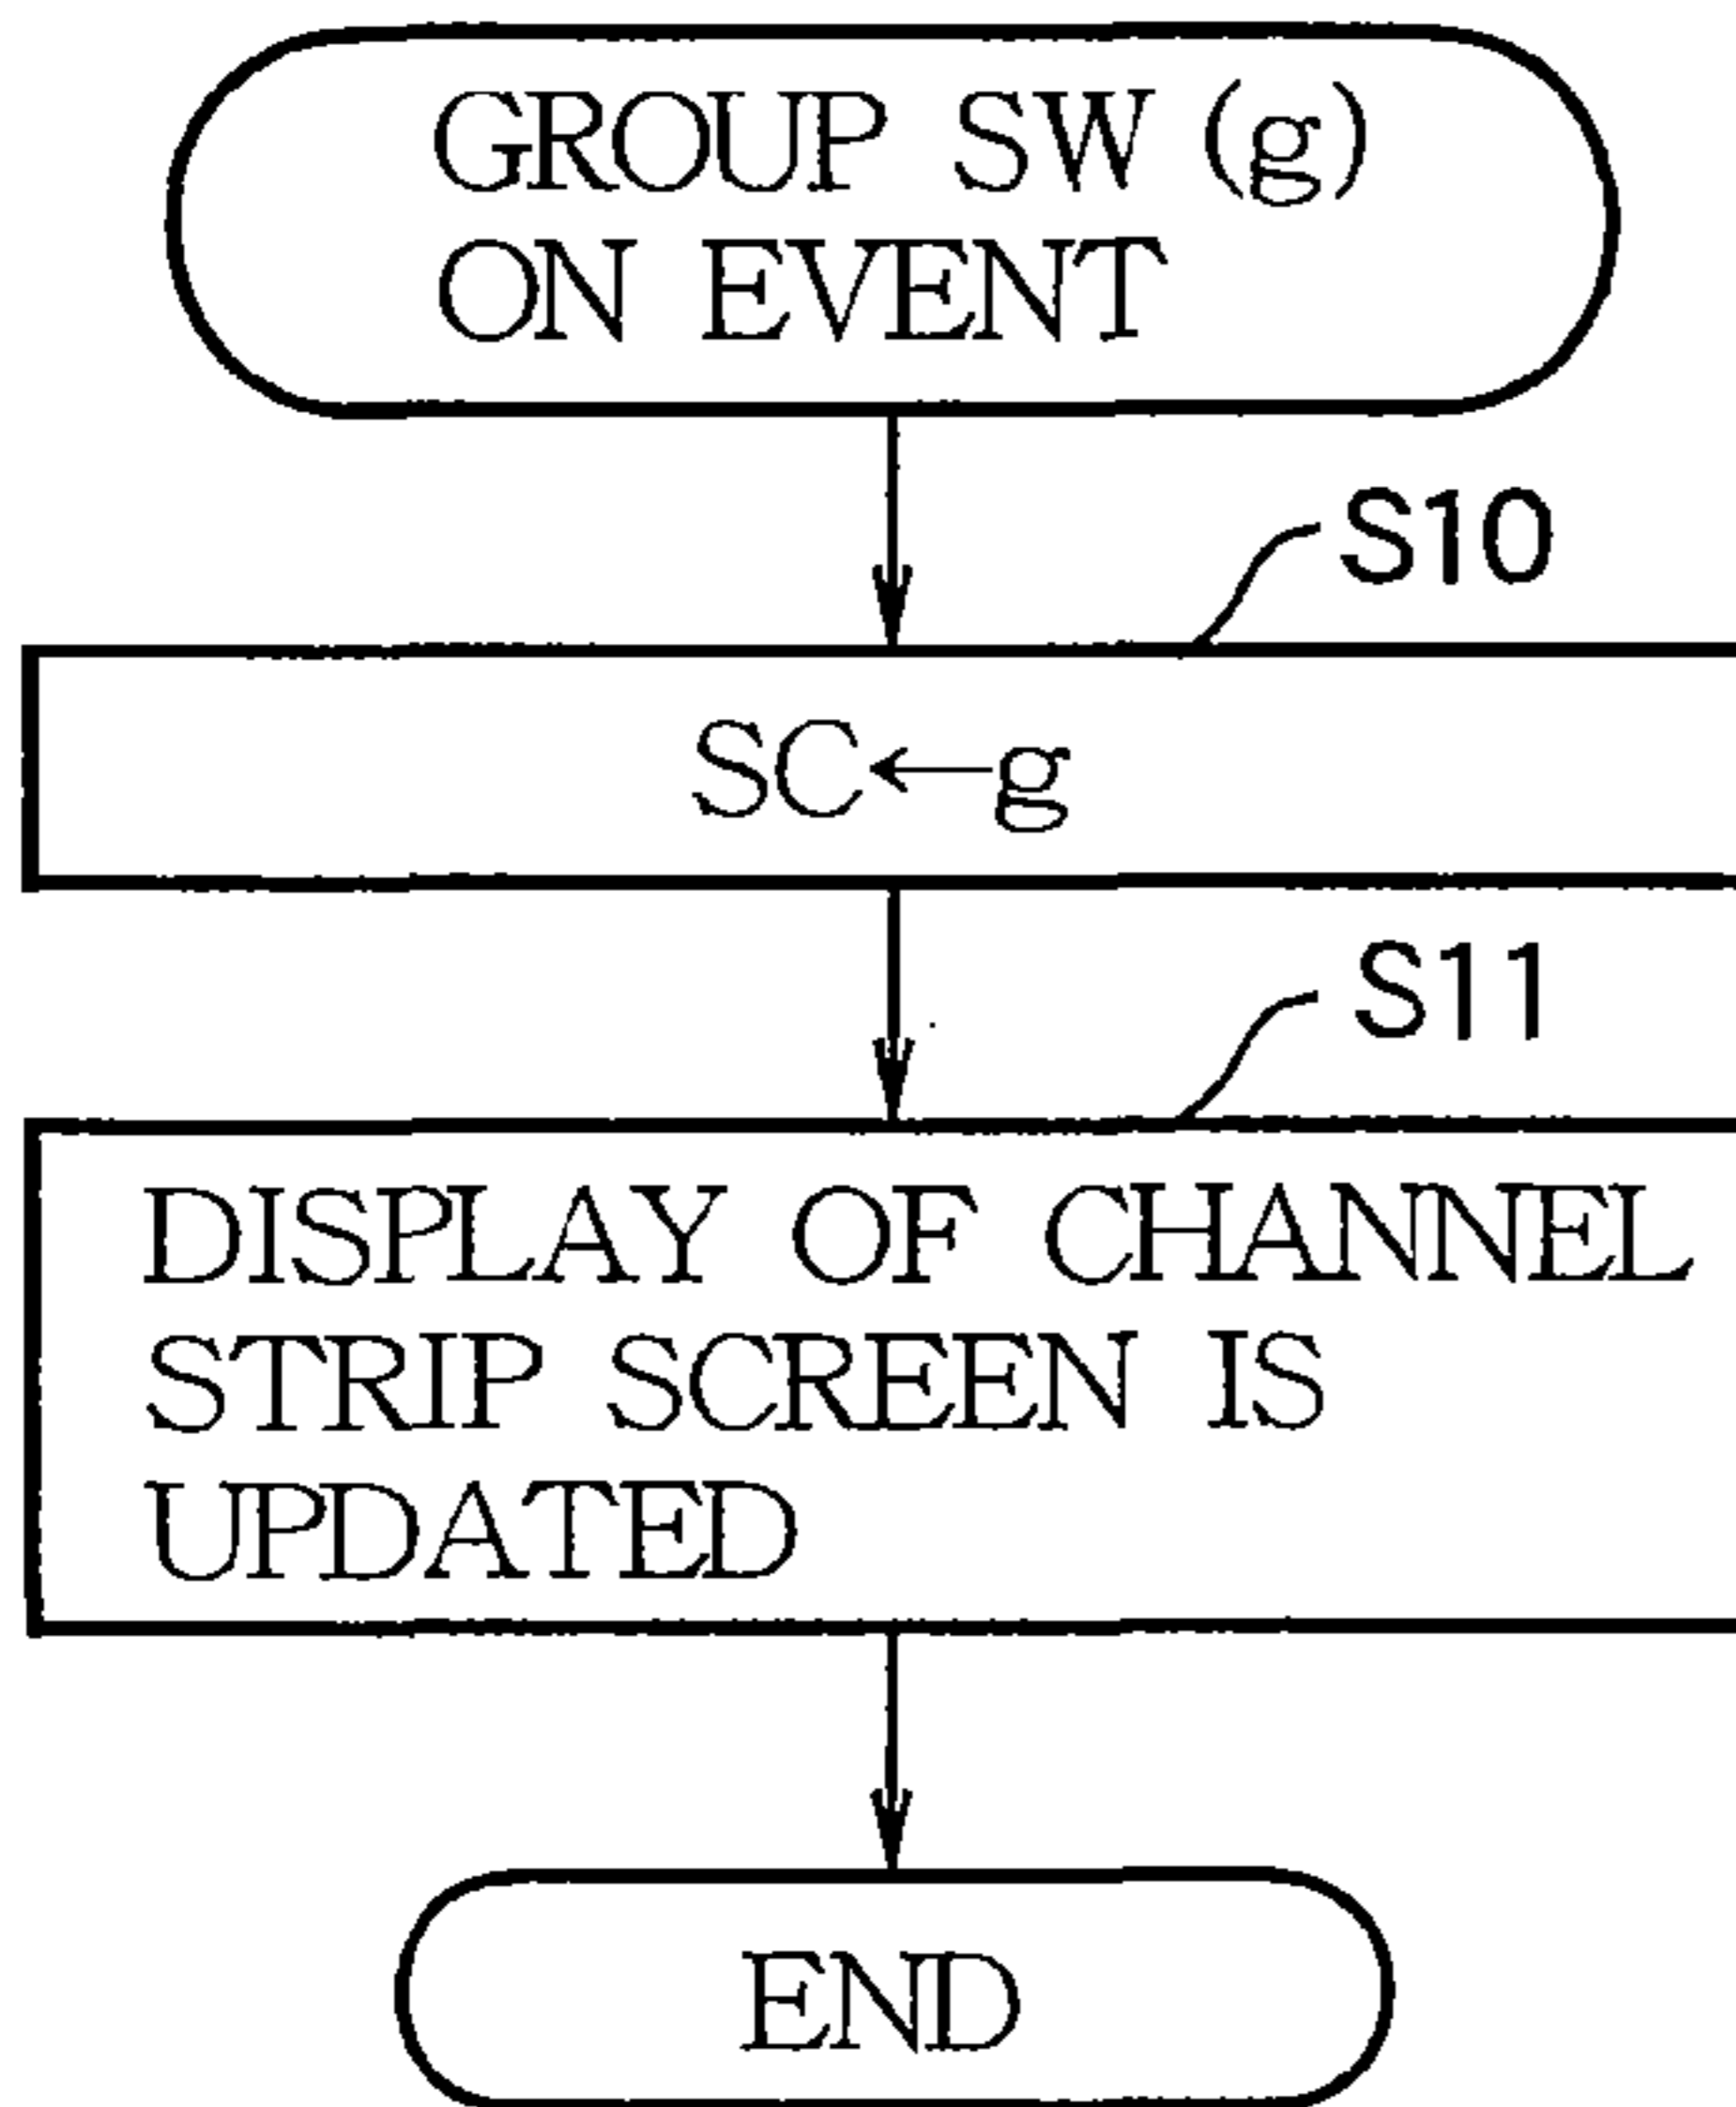 GROUP SW (g)
ON EVENT
S10
SC←g
S11
DISPLAY OF CHANNEL
STRIP SCREEN IS
UPDATED
END